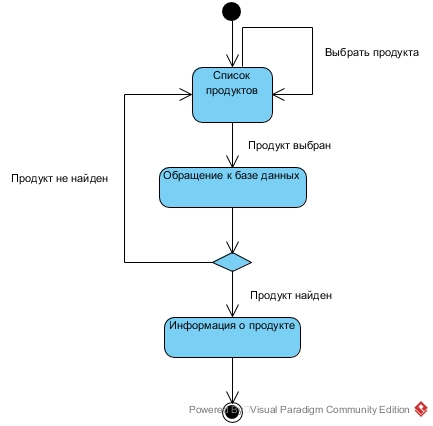 Список
продуктов
Выбрать продукта
Продукт выбран
Обращение к базе данных
Продукт не найден
Продукт найден
Информация о продукте
Powered By Visual Paradigm Community Edition